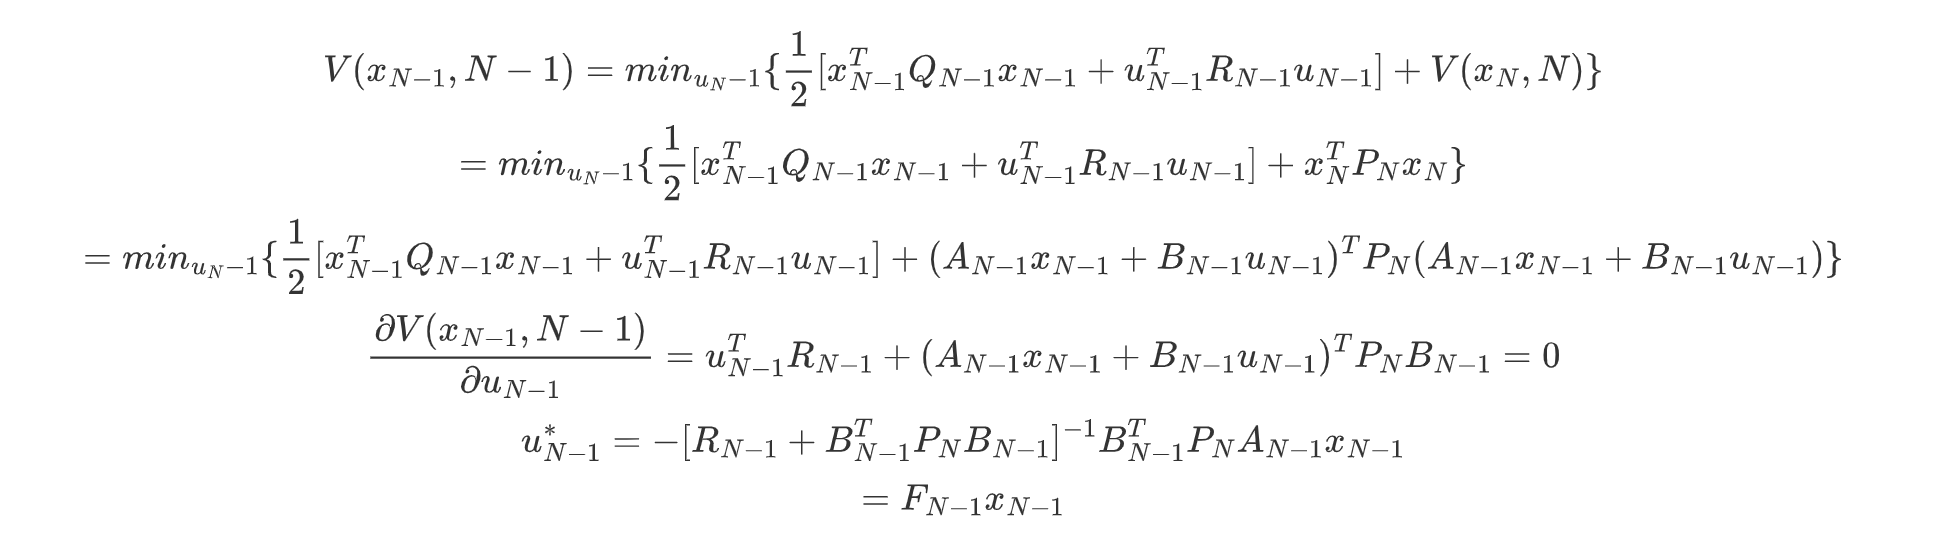 V(x_{N-1}, N − 1) = min_{u_N−1}{\frac{1}{2}[x_{N-1}^T Q_{N-1} x_{N-1} + u_{N-1}^T R_{N-1} u_{N-1}] + V(x_N, N)}
= min_{u_N−1}{\frac{1}{2}[x_{N-1}^T Q_{N-1} x_{N-1} + u_{N-1}^T R_{N-1} u_{N-1}] + x_N^T P_N x_N}
= min_{u_N−1}{\frac{1}{2}[x_{N-1}^T Q_{N-1} x_{N-1} + u_{N-1}^T R_{N-1} u_{N-1}] + (A_{N-1} x_{N-1} + B_{N-1} u_{N-1})^T P_N (A_{N-1} x_{N-1} + B_{N-1} u_{N-1})}
\frac{∂V(x_{N-1}, N − 1)}{∂u_{N-1}} = u_{N-1}^T R_{N-1} + (A_{N-1} x_{N-1} + B_{N-1} u_{N-1})^T P_N B_{N-1} = 0
u_{N-1}^* = −[R_{N-1} + B_{N-1}^T P_N B_{N-1}]^{-1} B_{N-1}^T P_N A_{N-1} x_{N-1}
= F_{N-1} x_{N-1}